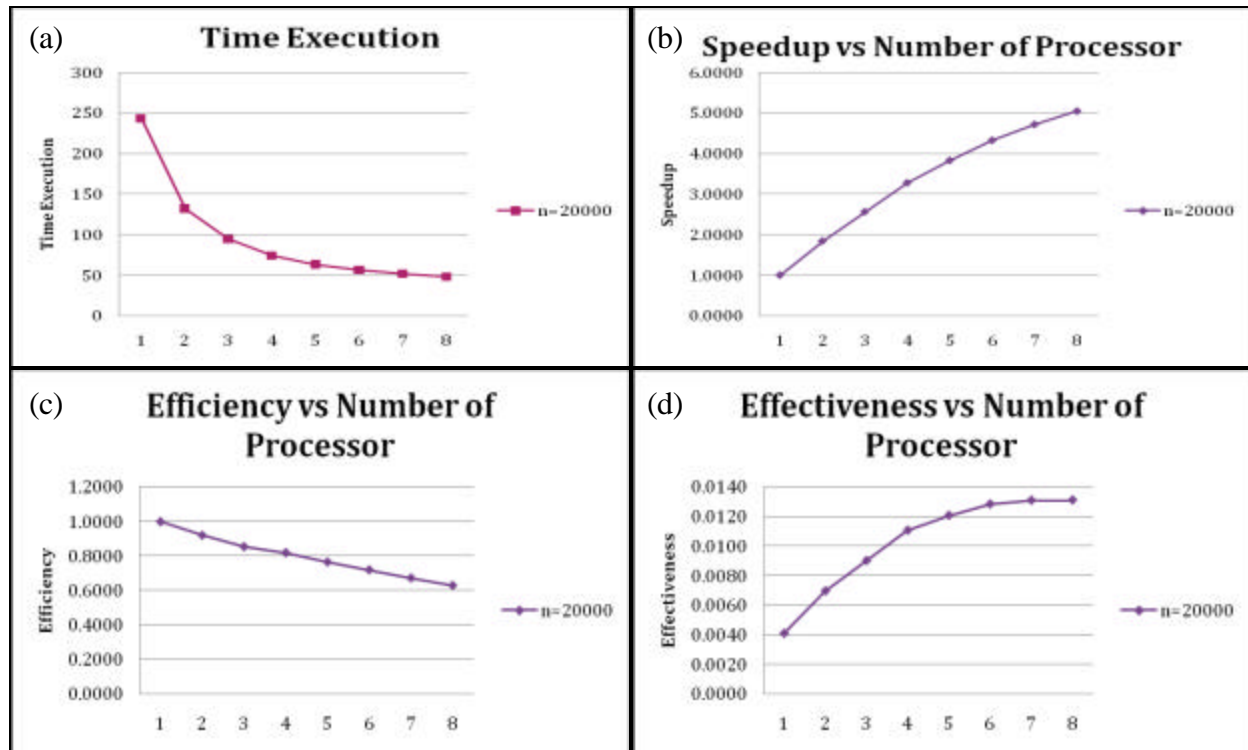 (a)
Time Execution
300
250
200
150
100
50
0
Time Execution
1 2 3 4 5 6 7 8
n=20000
(b)
Speedup vs Number of Processor
6.0000
5.0000
4.0000
3.0000
2.0000
1.0000
0.0000
Speedup
1 2 3 4 5 6 7 8
n=20000
(c)
Efficiency vs Number of
Processor
1.2000
1.0000
0.8000
0.6000
0.4000
0.2000
0.0000
Efficiency
1 2 3 4 5 6 7 8
n=20000
(d)
Effectiveness vs Number of
Processor
0.0140
0.0120
0.0100
0.0080
0.0060
0.0040
0.0020
0.0000
Effectiveness
1 2 3 4 5 6 7 8
n=20000